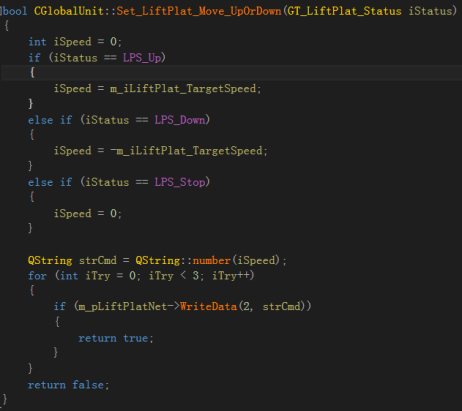 bool CGlobalUnit::Set_LiftPlat_Move_UpOrDown(GT_LiftPlat_Status iStatus)
{
    int iSpeed = 0;
    if (iStatus == LPS_Up)
    {
        iSpeed = m_iLiftPlat_TargetSpeed;
    }
    else if (iStatus == LPS_Down)
    {
        iSpeed = -m_iLiftPlat_TargetSpeed;
    }
    else if (iStatus == LPS_Stop)
    {
        iSpeed = 0;
    }

    QString strCmd = QString::number(iSpeed);
    for (int iTry = 0; iTry < 3; iTry++)
    {
        if (m_pLiftPlatNet->WriteData(2, strCmd))
        {
            return true;
        }
    }
    return false;
}